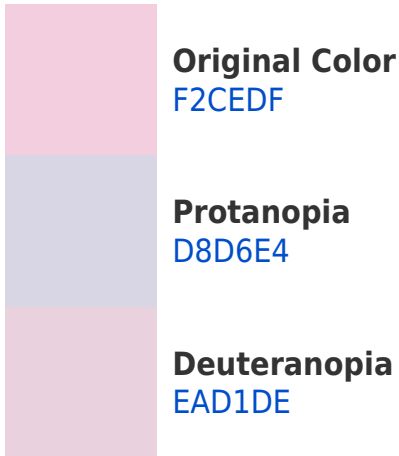 Original Color
F2CEDF
Protanopia
D8D6E4
Deuteranopia
EAD1DE